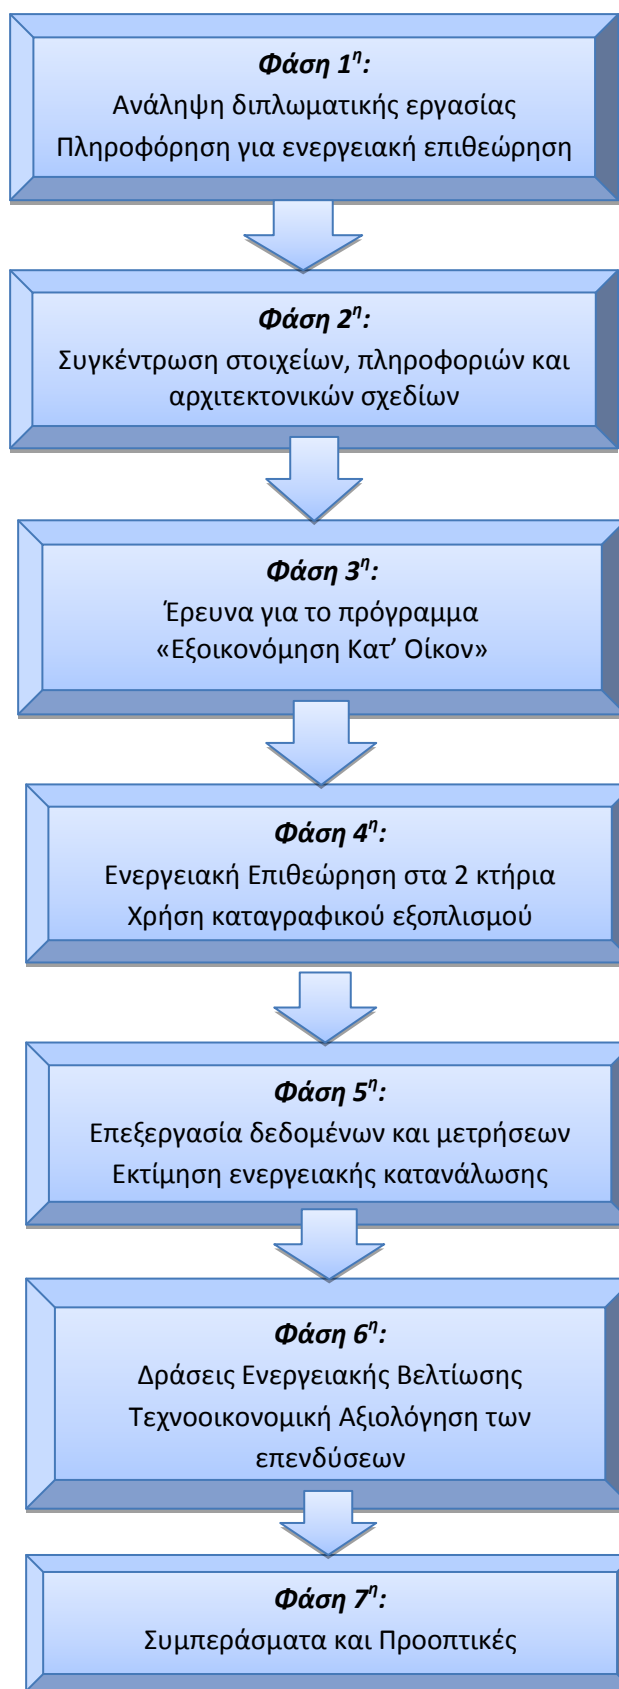 Φάση 1η:
Ανάληψη διπλωματικής εργασίας
Πληροφόρηση για ενεργειακή επιθεώρηση
Φάση 2η:
Συγκέντρωση στοιχείων, πληροφοριών και
αρχιτεκτονικών σχεδίων
Φάση 3η:
Έρευνα για το πρόγραμμα
«Εξοικονόμηση Κατ’ Οίκον»
Φάση 4η:
Ενεργειακή Επιθεώρηση στα 2 κτήρια
Χρήση καταγραφικού εξοπλισμού
Φάση 5η:
Επεξεργασία δεδομένων και μετρήσεων
Εκτίμηση ενεργειακής κατανάλωσης
Φάση 6η:
Δράσεις Ενεργειακής Βελτίωσης
Τεχνοοικονομική Αξιολόγηση των
επενδύσεων
Φάση 7η:
Συμπεράσματα και Προοπτικές